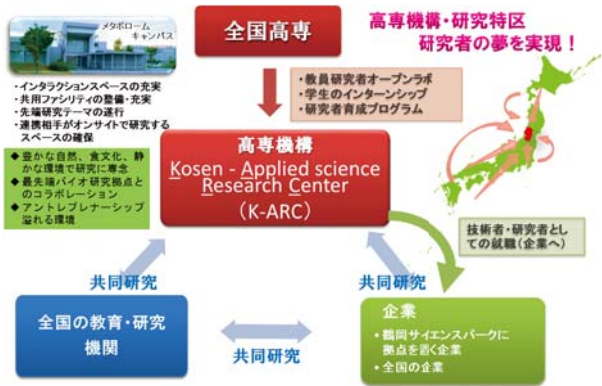 メタボローム
キャンパス
・インタラクションスペースの充実
・共用ファシリティの整備・充実
・先端研究テーマの遂行
・連携相手がオンサイトで研究する
スペースの確保
◆豊かな自然、食文化、静
かな環境で研究に専念
◆最先端バイオ研究拠点と
のコラボレーション
◆アントレプレナーシップ
溢れる環境
全国高専
・教員研究者オープンラボ
・学生のインターンシップ
・研究者育成プログラム
高専機構・研究特区
研究者の夢を実現！
高専機構
Kosen - Applied science
Research Center
（K-ARC）
技術者・研究者とし
ての就職（企業へ）
共同研究
共同研究
全国の教育・研究
機関
共同研究
企業
・鶴岡サイエンスパークに
拠点を置く企業
・全国の企業